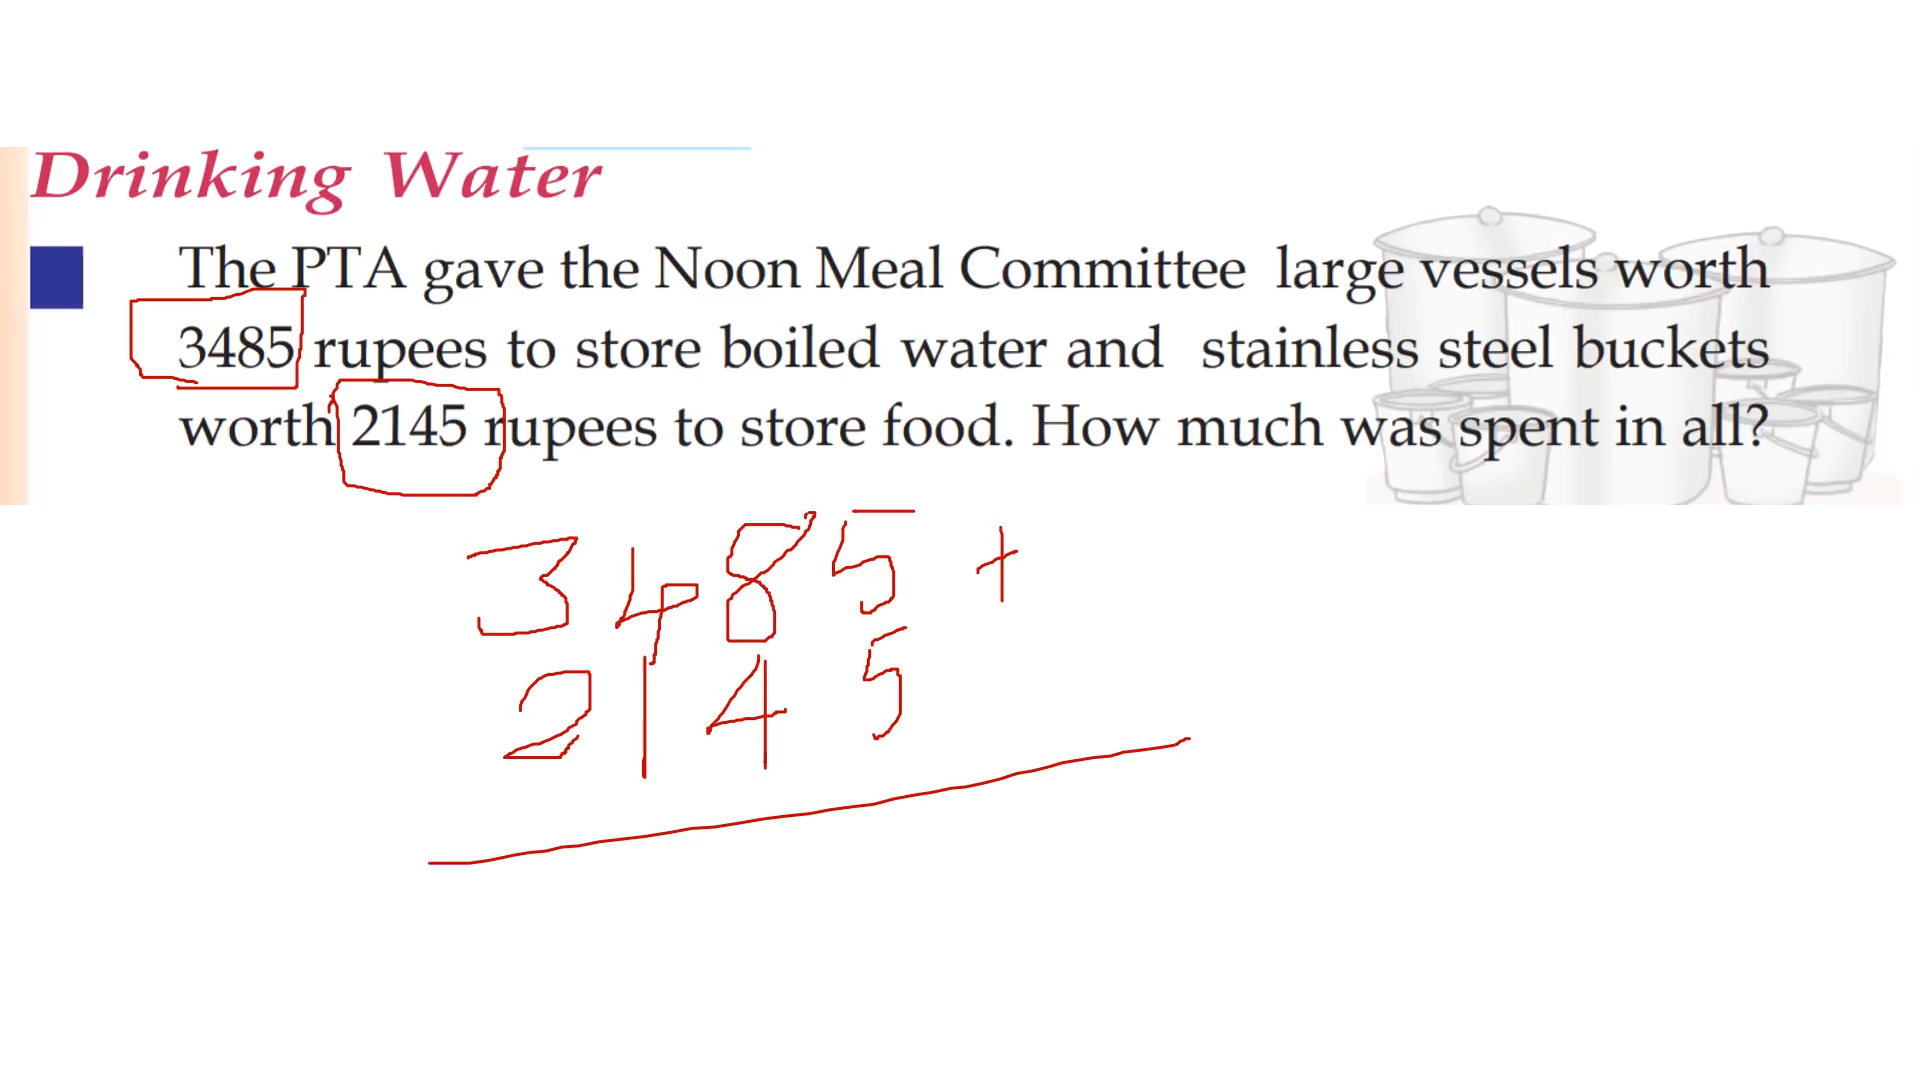 Drinking Water
The PTA gave the Noon Meal Committee large vessels worth
3485 rupees to store boiled water and stainless steel buckets
worth 2145 rupees to store food. How much was spent in all?
3485 +
2145